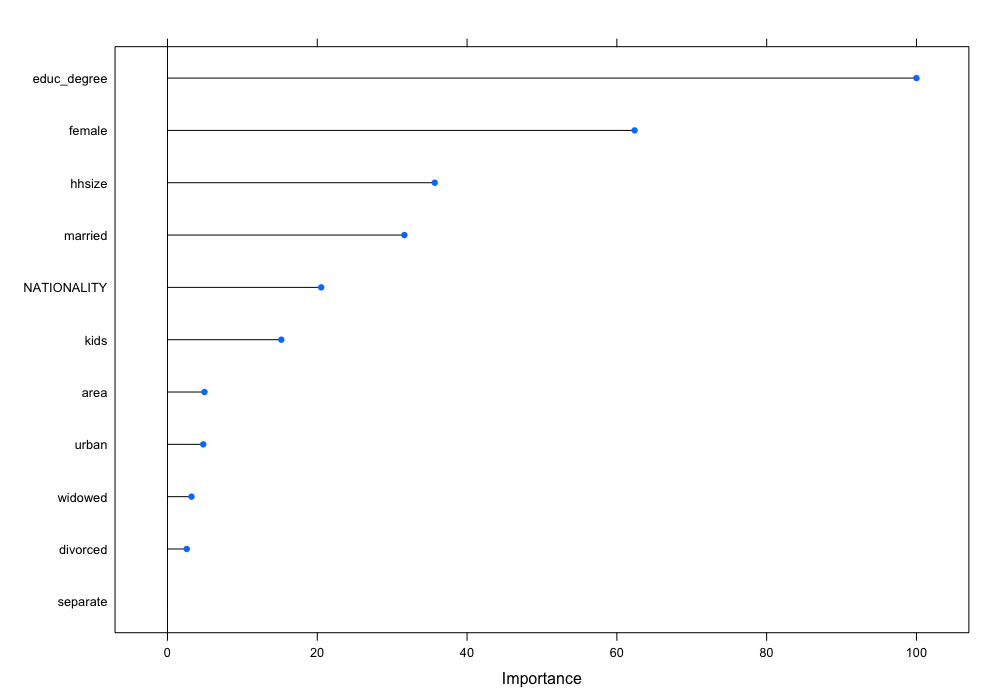 educ_degree
female
hhsize
married
NATIONALITY
kids
area
urban
widowed
divorced
separate
0 20 40 60 80 100
Importance